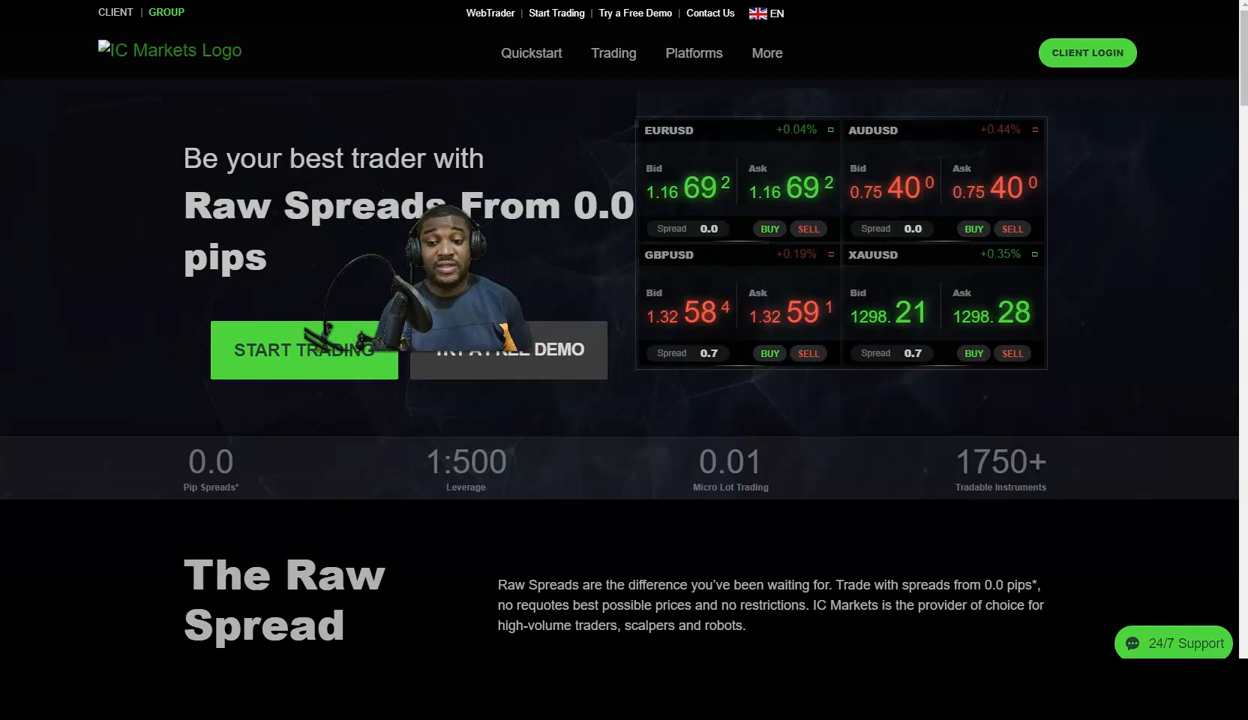 CLIENT | GROUP
WebTrader | Start Trading | Try a Free Demo | Contact Us EN
IC Markets Logo
Quickstart Trading Platforms More
CLIENT LOGIN
Be your best trader with
Raw Spreads From 0.0
pips
START TRADING
DEMO
EURUSD +0.04%
Bid Ask
1.16 69 2 1.16 69 2
Spread 0.0 BUY SELL
AUDUSD +0.44%
Bid Ask
0.75 40 0 0.75 40 0
Spread 0.0 BUY SELL
GBPUSD +0.19%
Bid Ask
1.32 58 4 1.32 59 1
Spread 0.7 BUY SELL
XAUUSD +0.35%
Bid Ask
1298. 21 1298. 28
Spread 0.7 BUY SELL
0.0 1:500 0.01 1750+
Pip Spreads* Leverage Micro Lot Trading Tradable Instruments
The Raw
Spread
Raw Spreads are the difference you've been waiting for. Trade with spreads from 0.0 pips*,
no requotes best possible prices and no restrictions. IC Markets is the provider of choice for
high-volume traders, scalpers and robots.
24/7 Support